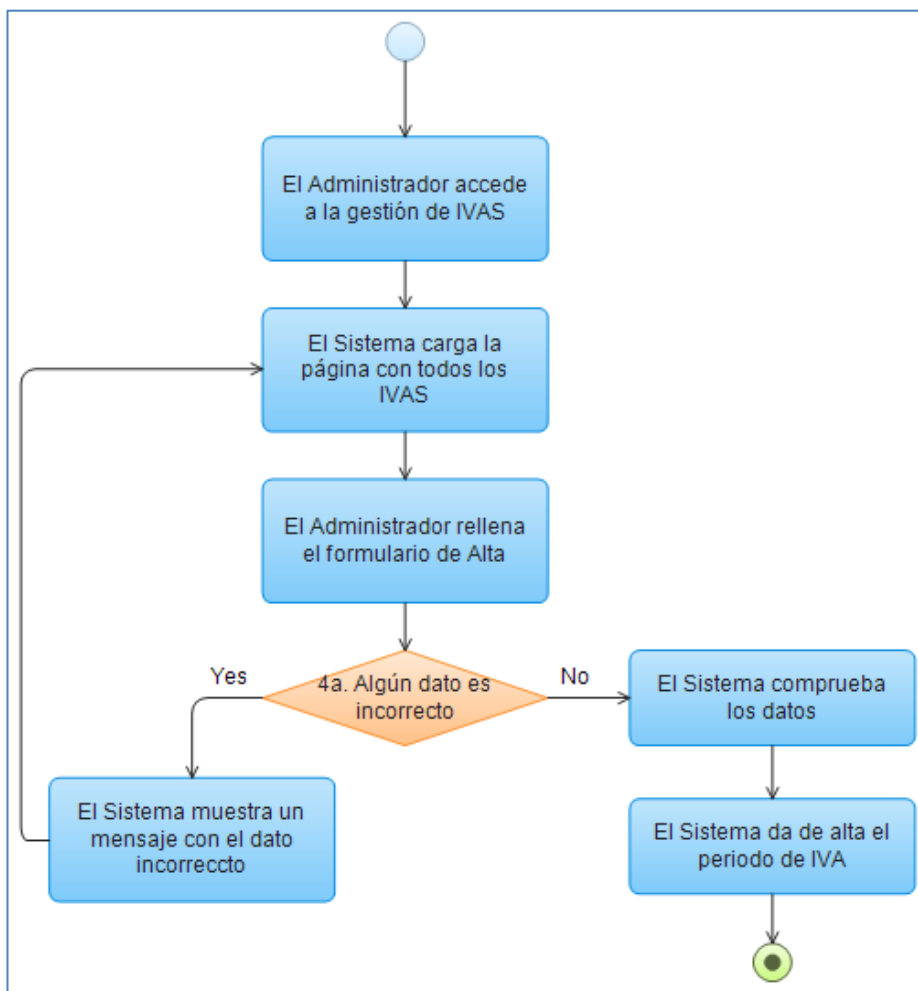 El Administrador accede
a la gestión de IVAS
El Sistema carga la
página con todos los
IVAS
El Administrador rellena
el formulario de Alta
Yes
4a. Algún dato es
incorrecto
No
El Sistema comprueba
los datos
El Sistema muestra un
mensaje con el dato
incorreccto
El Sistema da de alta el
periodo de IVA